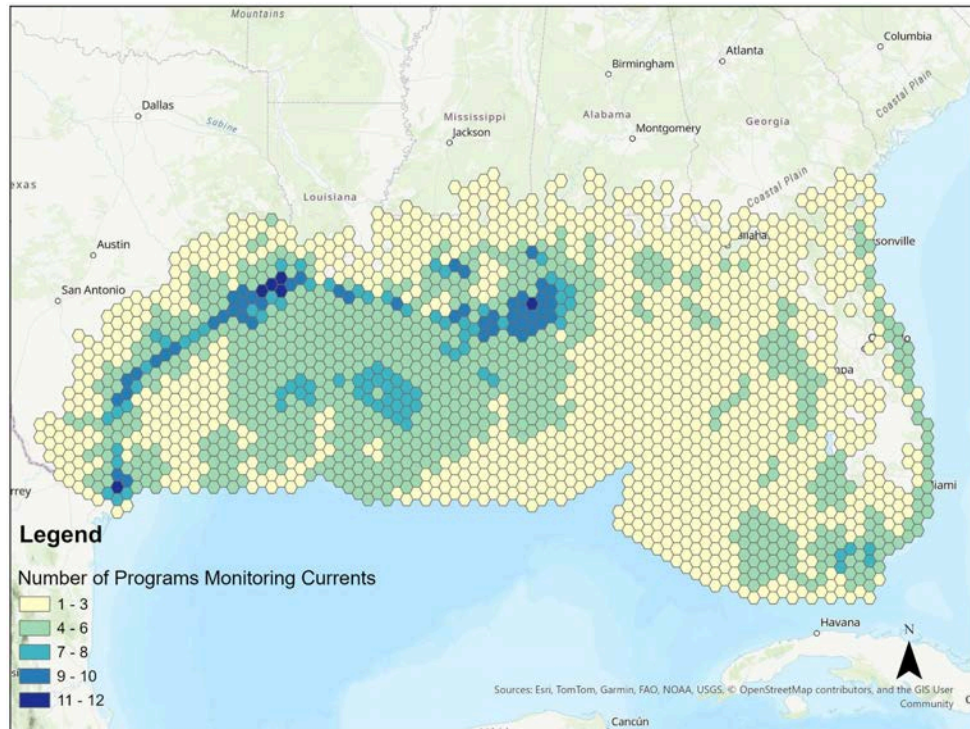 Mountains
Columbia
Atlanta
Birmingham
Dallas
Coastal Plain
Sabine
Mississippi
Alabama
Georgia
Jackson
Montgomery
exas
Louisiana
Coastal Plain
Austin
sonville
San Antonio
mpa
rrey
iami
Legend
Number of Programs Monitoring Currents
1 - 3
4 - 6
7 - 8
9 - 10
11 - 12
Havana
N
Sources: Esri, TomTom, Garmin, FAO, NOAA, USGS, © OpenStreetMap contributors, and the GIS User
Community
Cancún